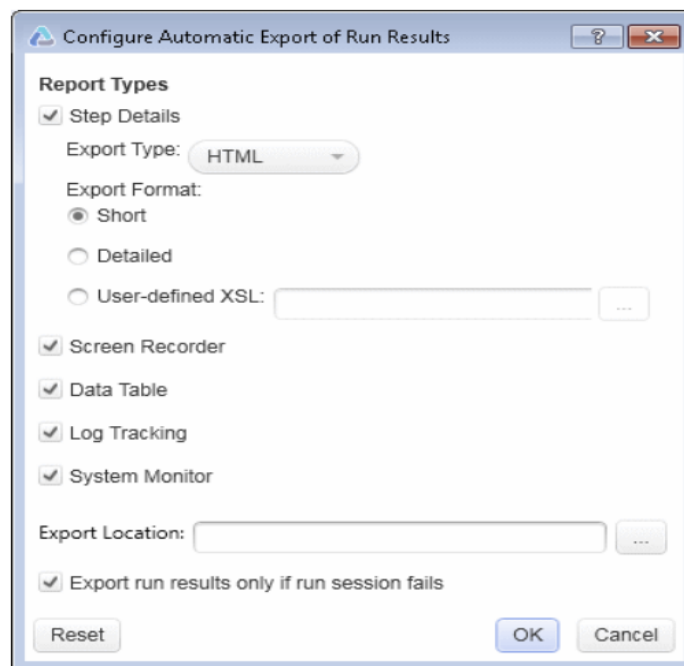 Configure Automatic Export of Run Results
Report Types
Step Details
Export Type: HTML
Export Format:
Short
Detailed
User-defined XSL: ...
Screen Recorder
Data Table
Log Tracking
System Monitor
Export Location: ...
Export run results only if run session fails
Reset OK Cancel